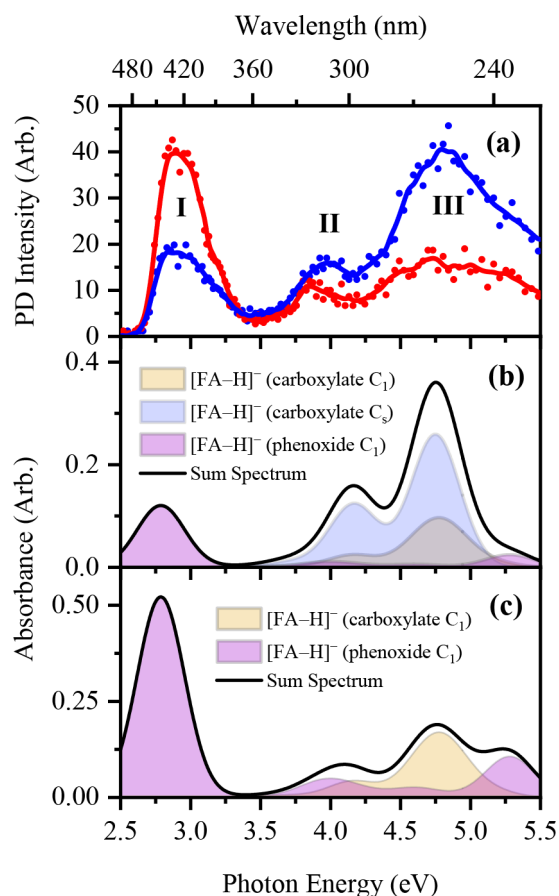 Wavelength (nm)
480 420 360 300 240
50
40
30
20
10
0
PD Intensity (Arb.)
(a)
I
II
III
0.4
0.2
0.0
(b)
[FA–H]⁻ (carboxylate C₁)
[FA–H]⁻ (carboxylate Cₛ)
[FA–H]⁻ (phenoxide C₁)
Sum Spectrum
Absorbance (Arb.)
0.50
0.25
0.00
(c)
[FA–H]⁻ (carboxylate C₁)
[FA–H]⁻ (phenoxide C₁)
Sum Spectrum
2.5 3.0 3.5 4.0 4.5 5.0 5.5
Photon Energy (eV)